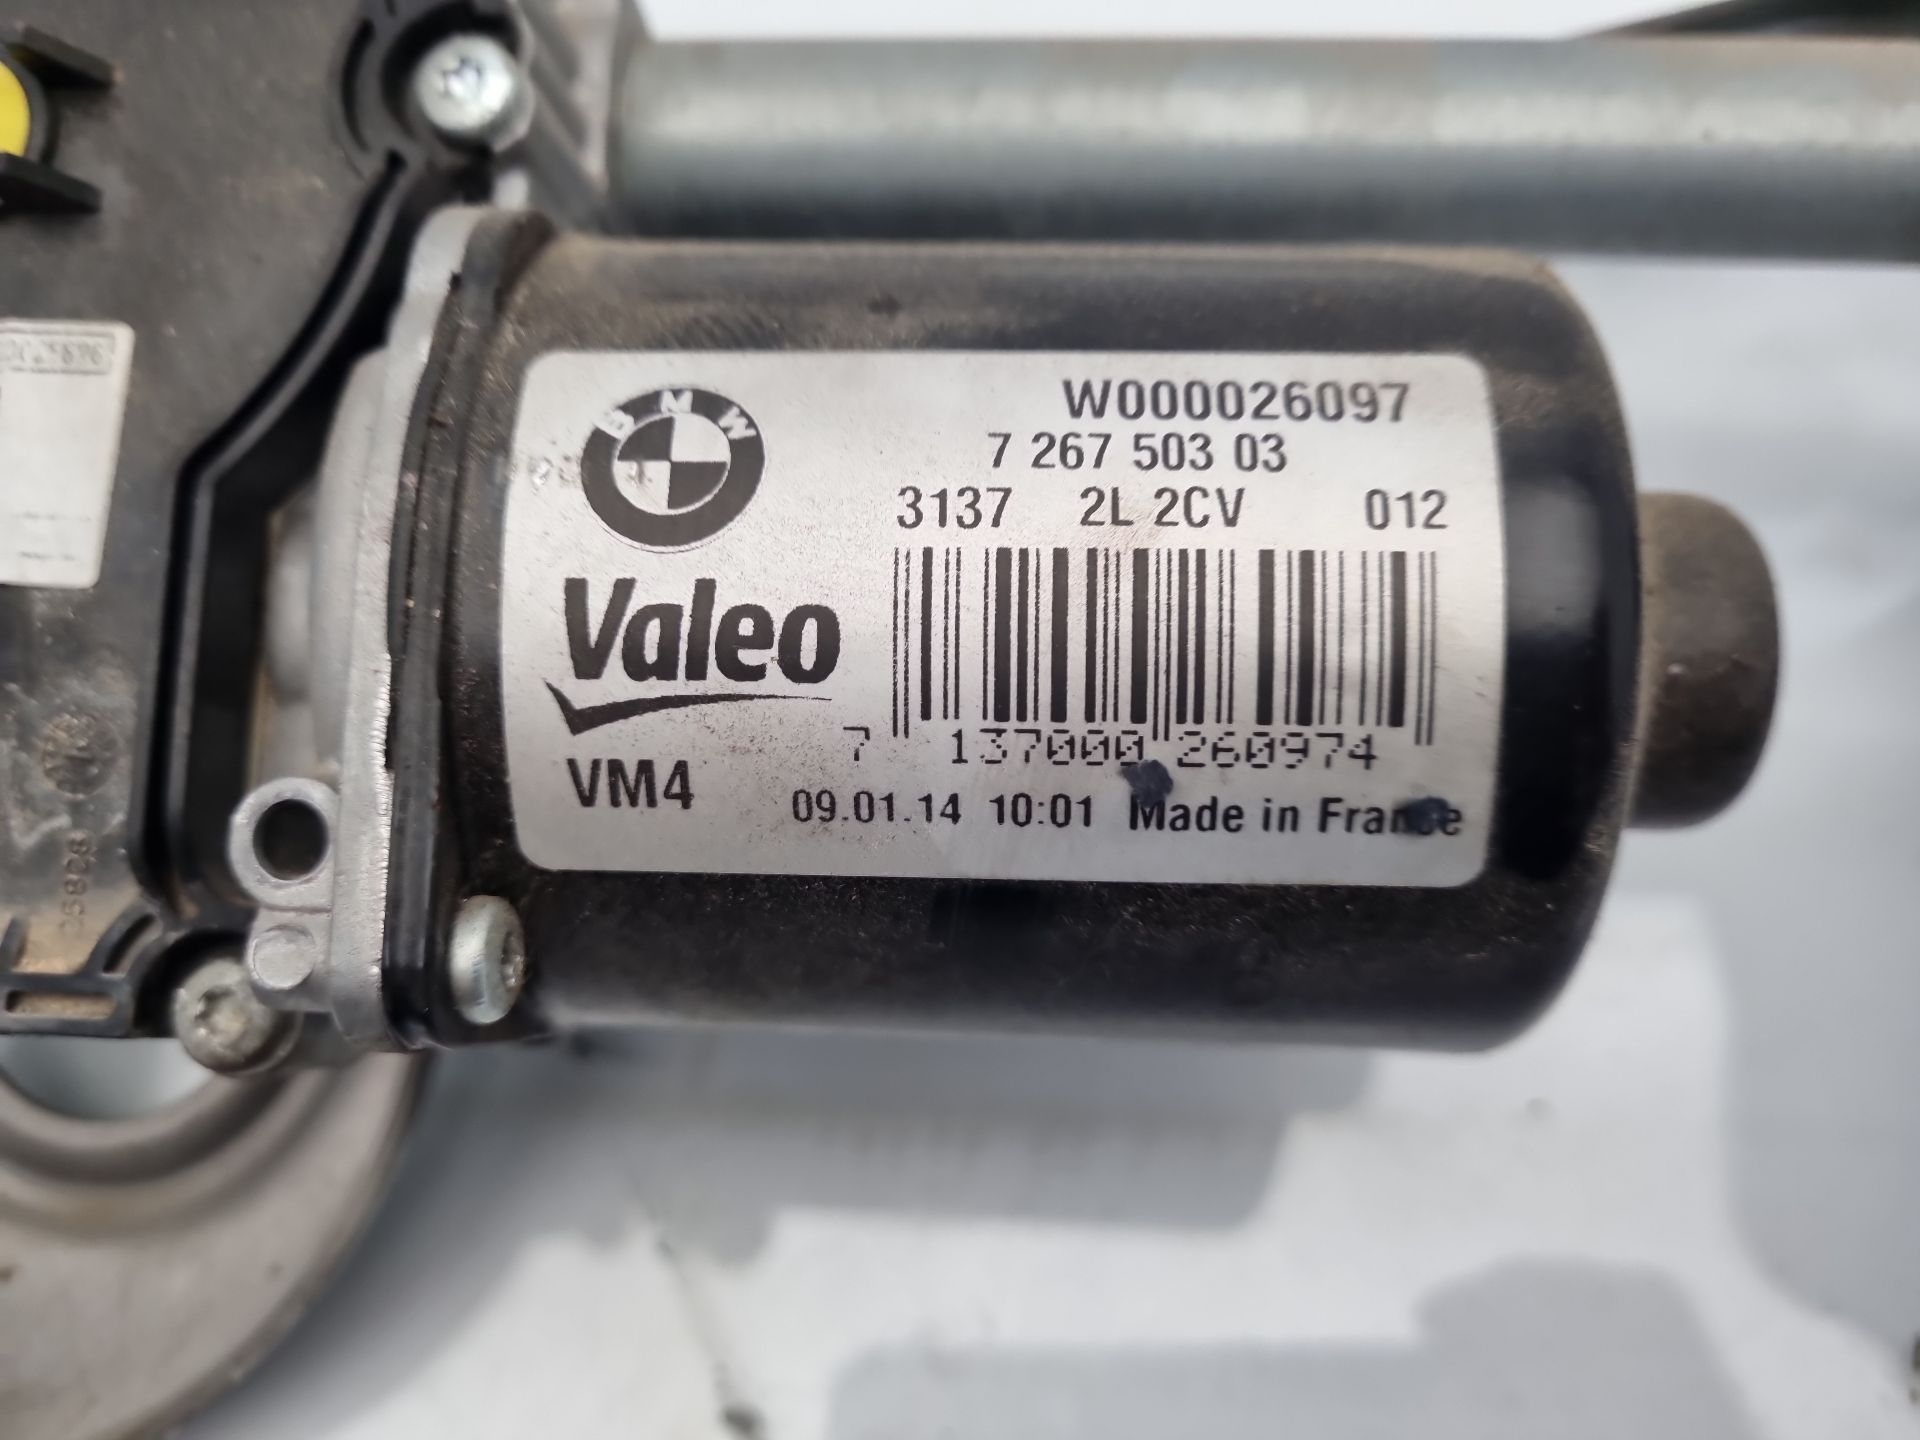 W000026097
BMW
7 267 503 03
3137 2L 2CV 012
Valeo
7 137000 260974
VM4
09.01.14 10:01 Made in France
25828